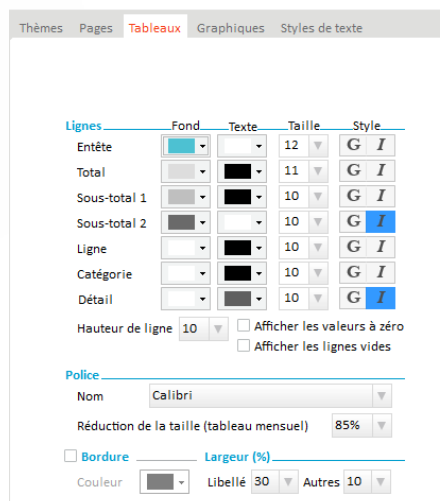 Thèmes Pages Tableaux Graphiques Styles de texte
Lignes Fond Texte Taille Style
Entête 12 G I
Total 11 G I
Sous-total 1 10 G I
Sous-total 2 10 G I
Ligne 10 G I
Catégorie 10 G I
Détail 10 G I
Hauteur de ligne 10 Afficher les valeurs à zéro
Afficher les lignes vides
Police
Nom Calibri
Réduction de la taille (tableau mensuel) 85%
Bordure Largeur (%)
Couleur Libellé 30 Autres 10